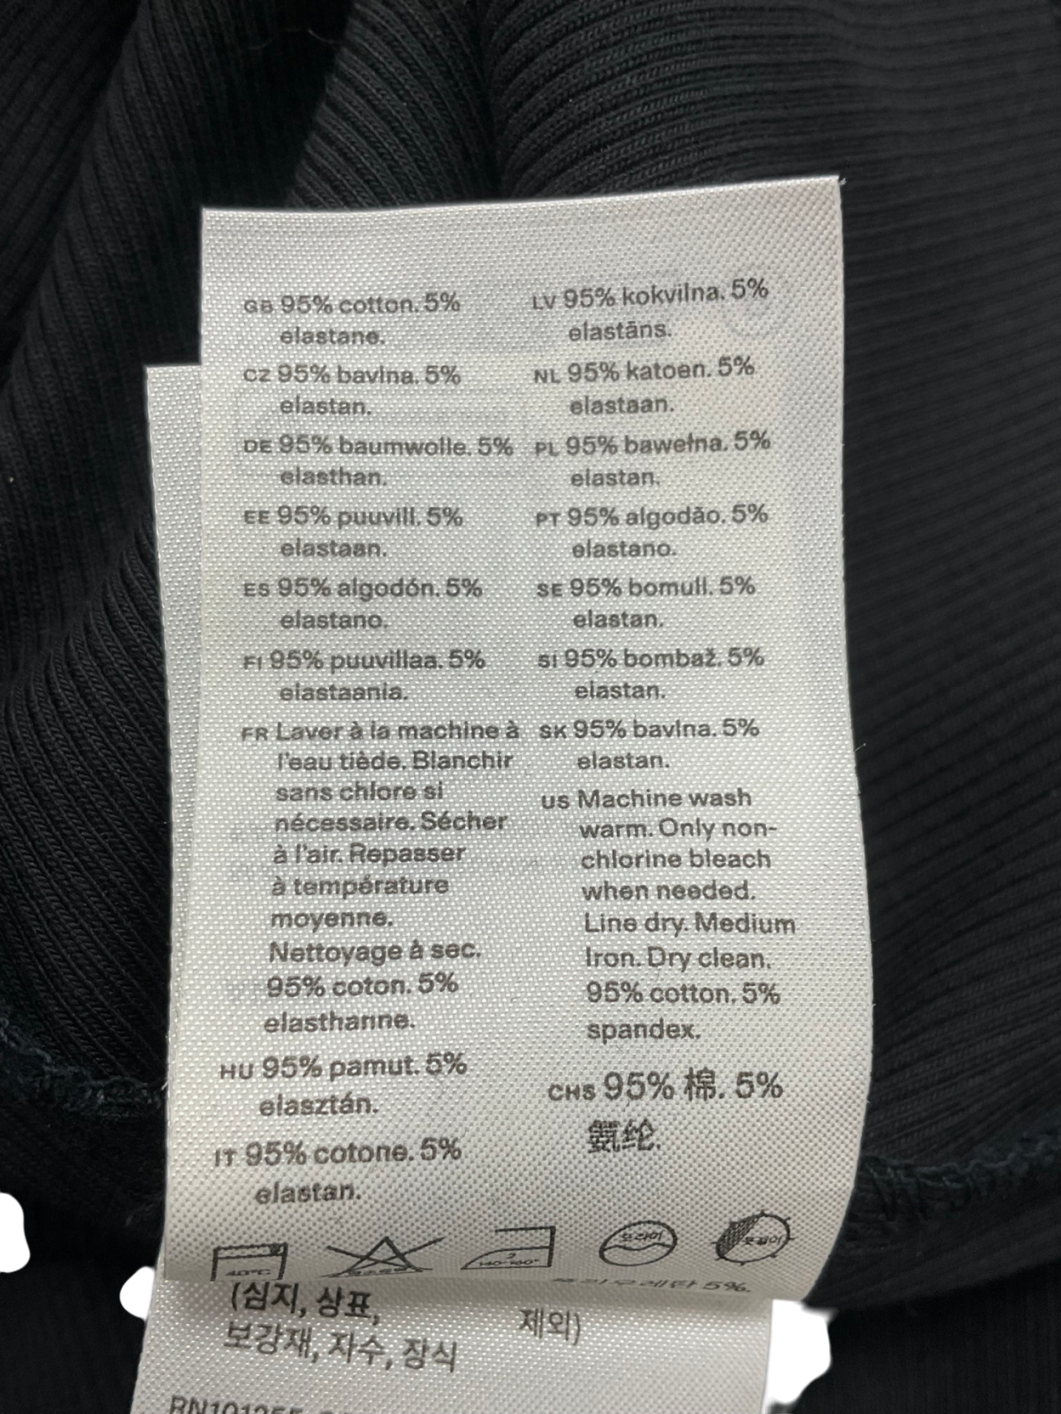 GB 95% cotton. 5%
elastane.
CZ 95% bavlna. 5%
elastan.
DE 95% baumwolle. 5%
elasthan.
EE 95% puuvill. 5%
elastaan.
ES 95% algodón. 5%
elastano.
FI 95% puuvillaa. 5%
elastaania.
FR Laver à la machine à
l'eau tiède. Blanchir
sans chlore si
nécessaire. Sécher
à l'air. Repasser
à température
moyenne.
Nettoyage à sec.
95% coton. 5%
elasthanne.
HU 95% pamut. 5%
elasztán.
IT 95% cotone. 5%
elastan.
LV 95% kokvilna. 5%
elastāns.
NL 95% katoen. 5%
elastaan.
PL 95% bawełna. 5%
elastan.
PT 95% algodão. 5%
elastano.
SE 95% bomull. 5%
elastan.
SI 95% bombaž. 5%
elastan.
SK 95% bavlna. 5%
elastan.
US Machine wash
warm. Only non-
chlorine bleach
when needed.
Line dry. Medium
Iron. Dry clean.
95% cotton. 5%
spandex.
CHS 95% 棉. 5%
氨纶.
40°C
드라이
5%.
(심지, 상표,
보강재, 자수, 장식
제외)